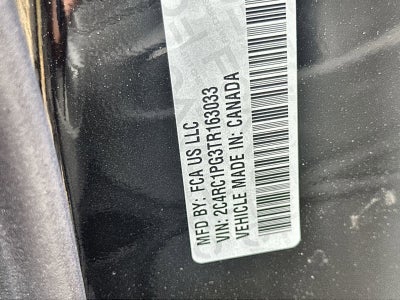 MFD BY: FCA US LLC
VIN: 2C4RC1PG3TR163033
VEHICLE MADE IN: CANADA